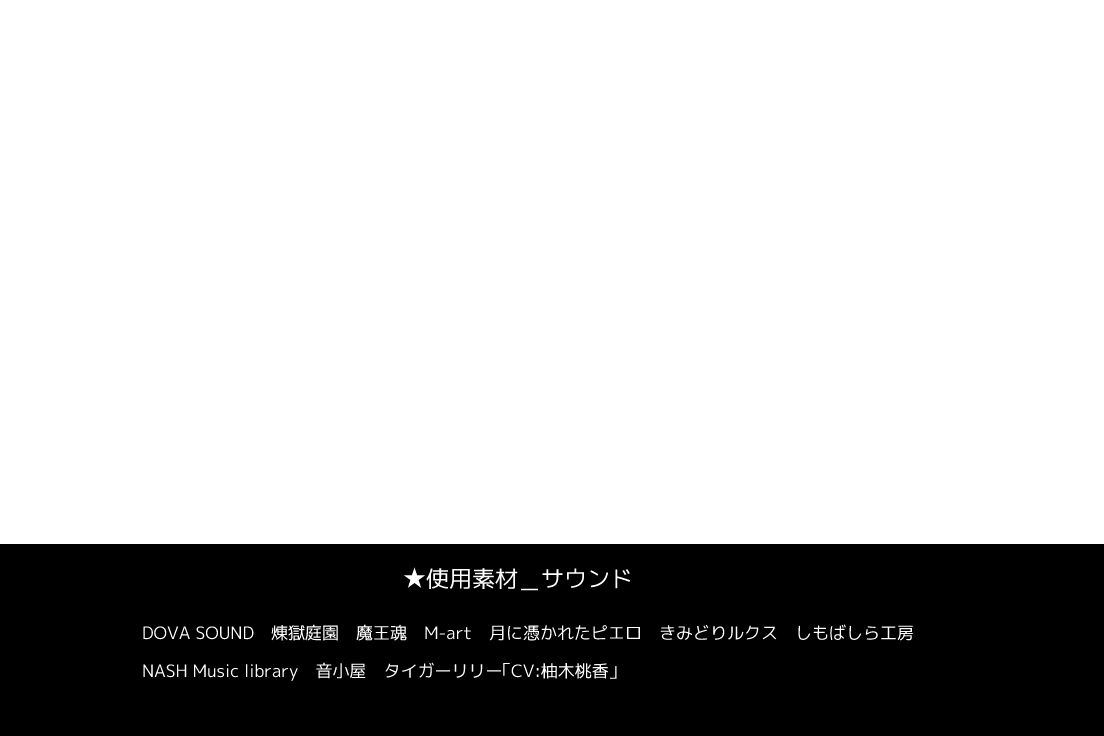 ★使用素材＿サウンド
DOVA SOUND　煉獄庭園　魔王魂　M-art　月に憑かれたピエロ　きみどりルクス　しもばしら工房
NASH Music library　音小屋　タイガーリリー「CV:柚木桃香」